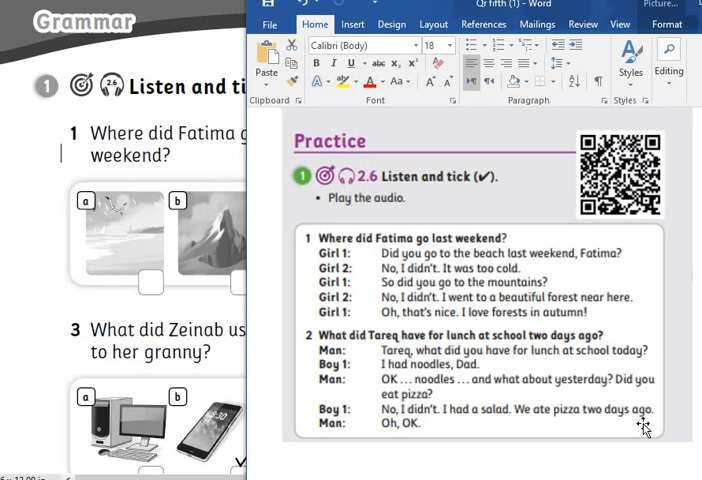 Grammar
1 2.6 Listen and ti
1 Where did Fatima g
weekend?
a b
3 What did Zeinab us
to her granny?
a b
Qr fifth (1) - Word
Picture...
File Home Insert Design Layout References Mailings Review View Format
Calibri (Body) 18
Paste
B I U abc x₂ x²
A aby A Aa A A
Styles
Editing
Clipboard Font Paragraph Styles
Practice
1 2.6 Listen and tick (✔).
• Play the audio.
1 Where did Fatima go last weekend?
Girl 1: Did you go to the beach last weekend, Fatima?
Girl 2: No, I didn't. It was too cold.
Girl 1: So did you go to the mountains?
Girl 2: No, I didn't. I went to a beautiful forest near here.
Girl 1: Oh, that's nice. I love forests in autumn!
2 What did Tareq have for lunch at school two days ago?
Man: Tareq, what did you have for lunch at school today?
Boy 1: I had noodles, Dad.
Man: OK ... noodles ... and what about yesterday? Did you
eat pizza?
Boy 1: No, I didn't. I had a salad. We ate pizza two days ago.
Man: Oh, OK.